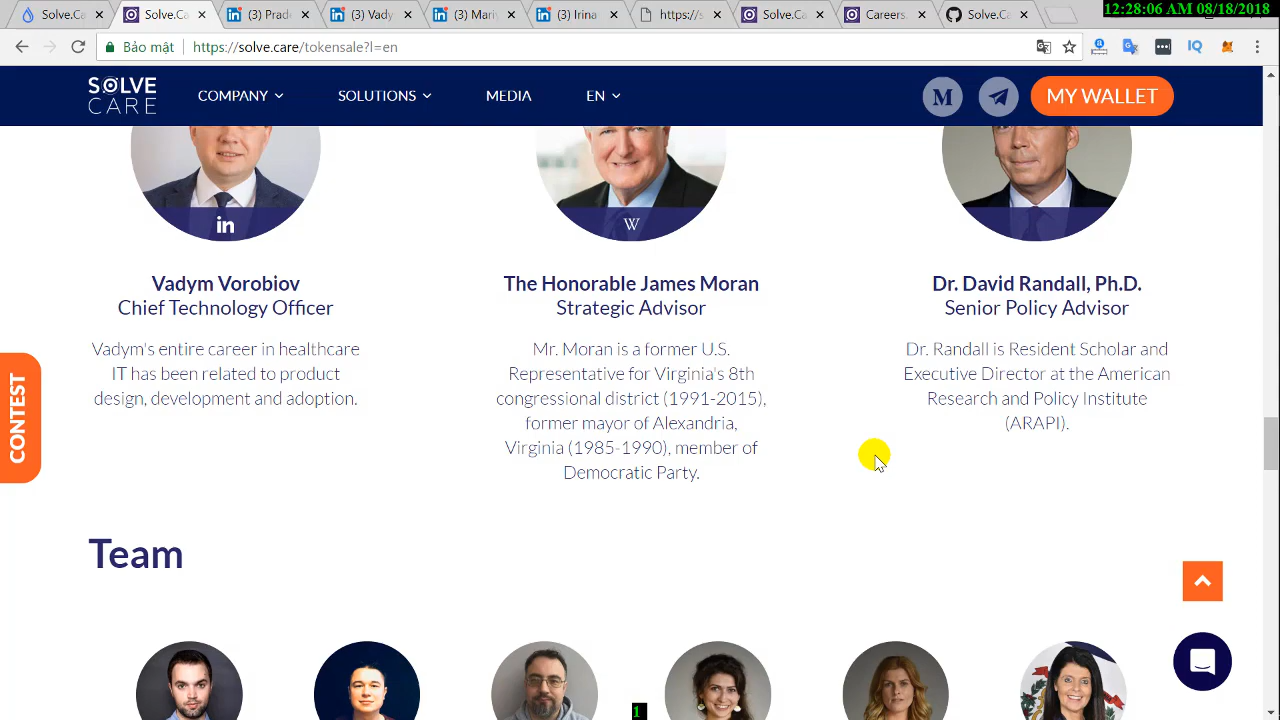 12:28:06 AM 08/18/2018
Solve.Ca
Solve.Ca
(3) Prad
(3) Vady
(3) Mari
(3) Irina
https://s
Solve.Ca
Careers.
Solve.Ca
Bảo mật
https://solve.care/tokensale?l=en
IQ
SOLVE
CARE
COMPANY
SOLUTIONS
MEDIA
EN
M
MY WALLET
in
W
Vadym Vorobiov
Chief Technology Officer
Vadym's entire career in healthcare
IT has been related to product
design, development and adoption.
The Honorable James Moran
Strategic Advisor
Mr. Moran is a former U.S.
Representative for Virginia's 8th
congressional district (1991-2015),
former mayor of Alexandria,
Virginia (1985-1990), member of
Democratic Party.
Dr. David Randall, Ph.D.
Senior Policy Advisor
Dr. Randall is Resident Scholar and
Executive Director at the American
Research and Policy Institute
(ARAPI).
CONTEST
Team
1